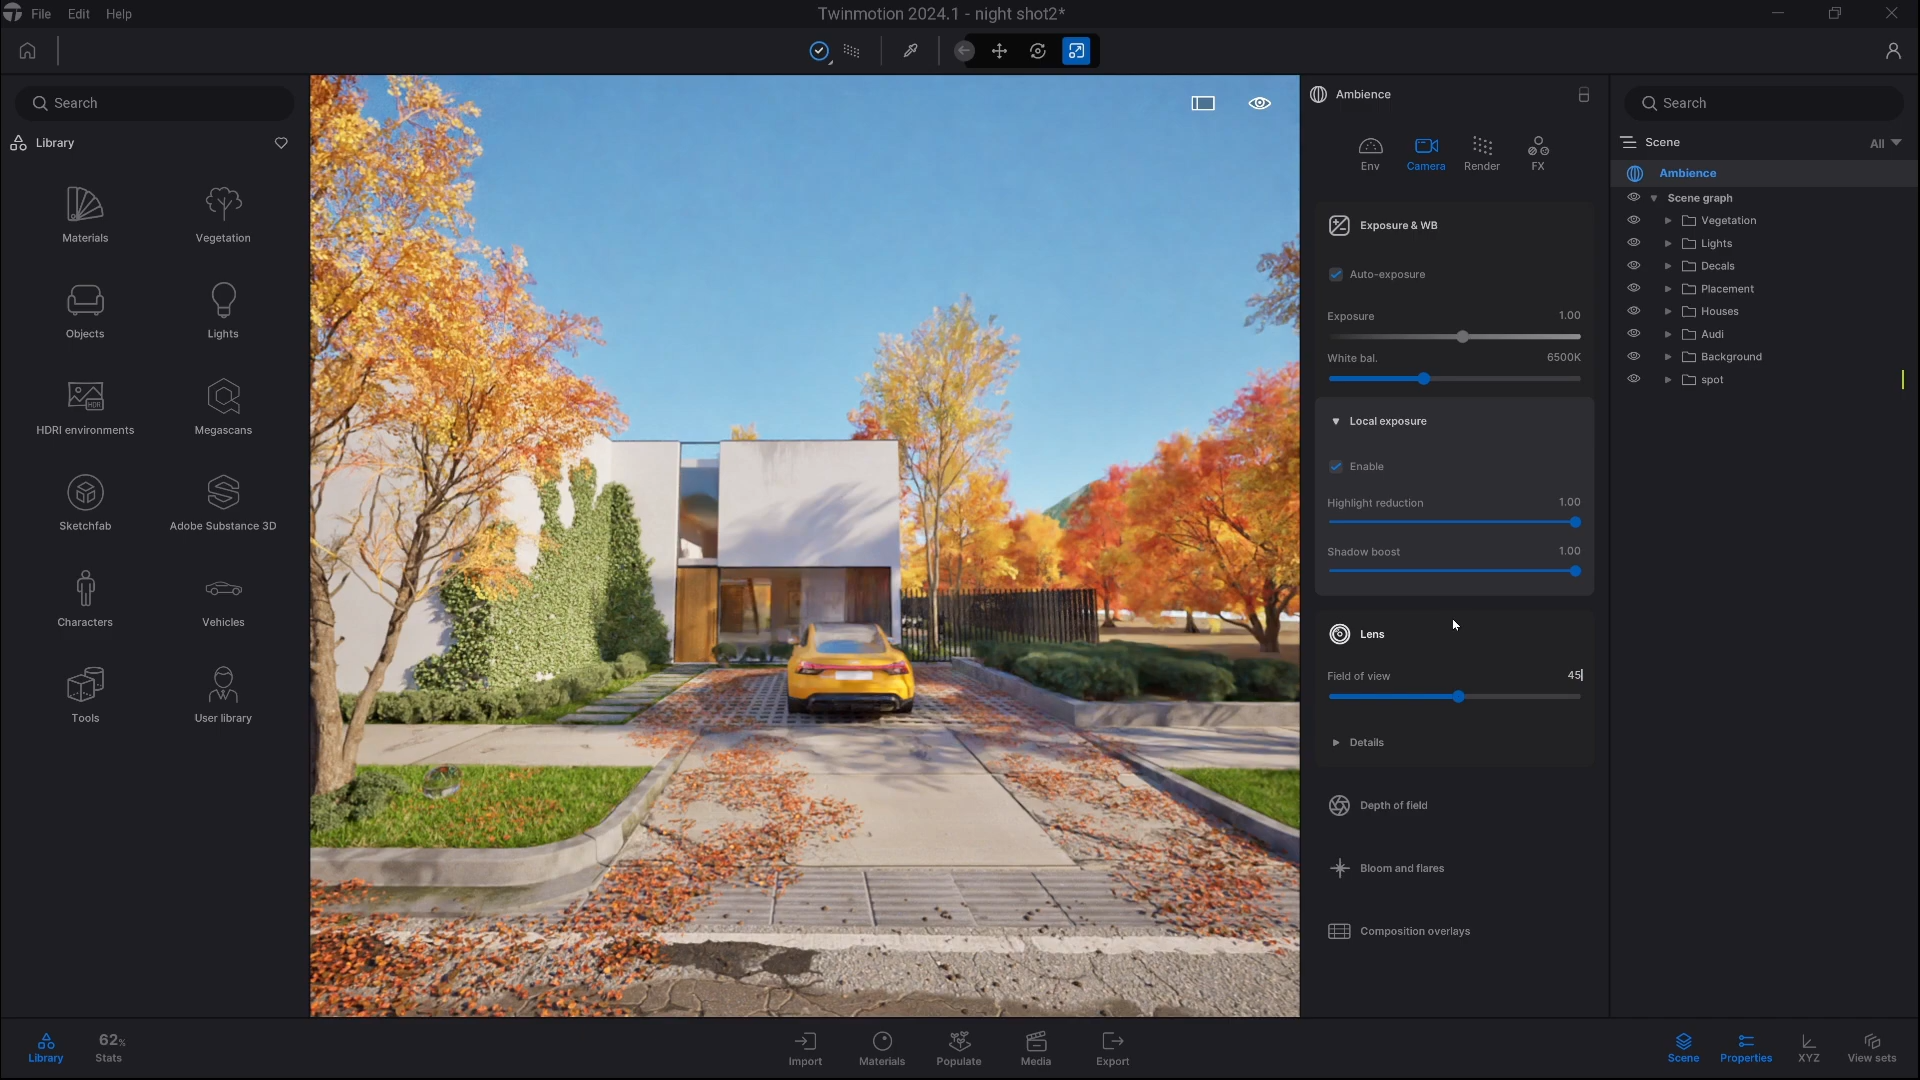 File Edit Help
Twinmotion 2024.1 - night shot2*
Search
Library
Materials
Vegetation
Objects
Lights
HDR
HDRI environments
Megascans
Sketchfab
Adobe Substance 3D
Characters
Vehicles
Tools
User library
Ambience
Env
Camera
Render
FX
Exposure & WB
Auto-exposure
Exposure 1.00
White bal. 6500K
Local exposure
Enable
Highlight reduction 1.00
Shadow boost 1.00
Lens
Field of view 45
Details
Depth of field
Bloom and flares
Composition overlays
Search
Scene All
Ambience
Scene graph
Vegetation
Lights
Decals
Placement
Houses
Audi
Background
spot
Library
62%
Stats
Import
Materials
Populate
Media
Export
Scene
Properties
XYZ
View sets